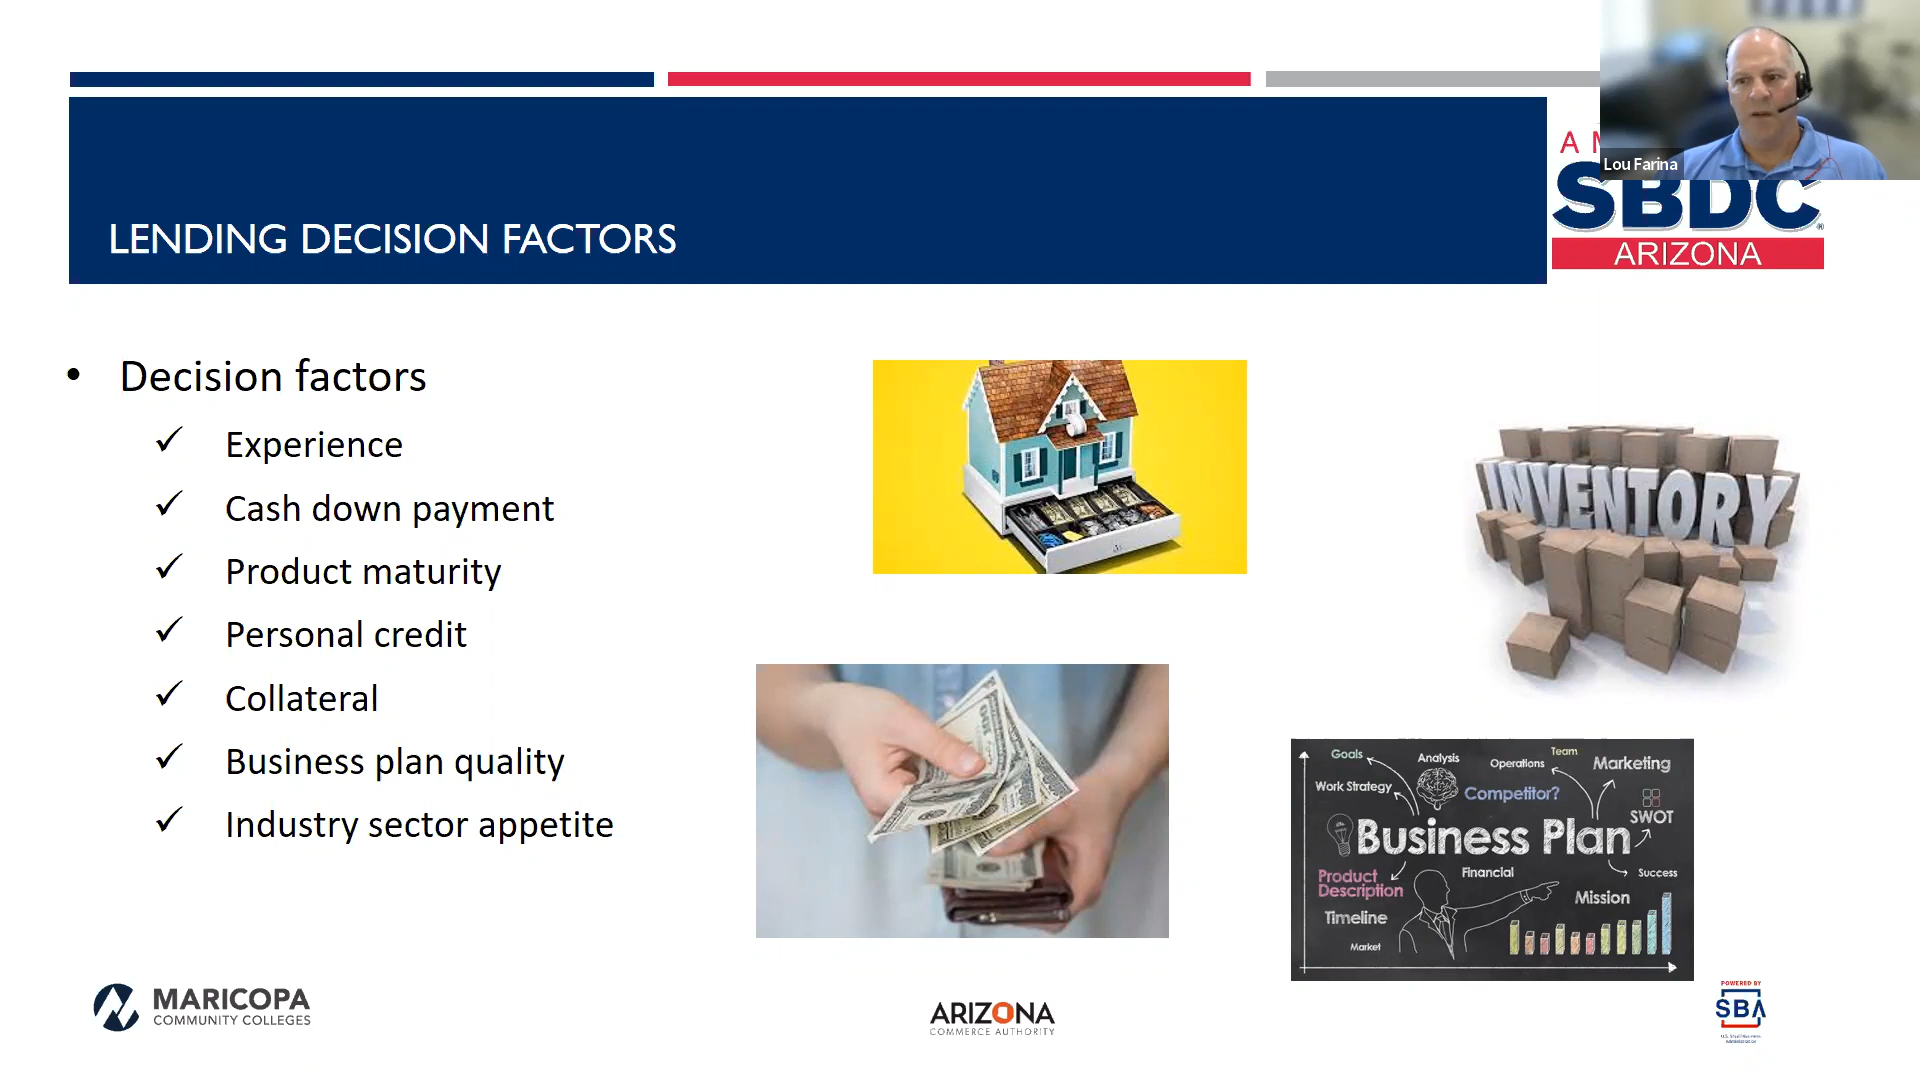 A
Lou Farina
SBDC
ARIZONA
LENDING DECISION FACTORS
• Decision factors
✓ Experience
✓ Cash down payment
✓ Product maturity
✓ Personal credit
✓ Collateral
✓ Business plan quality
✓ Industry sector appetite
INVENTORY
Goals
Analysis
Operations
Team
Marketing
Work Strategy
Competitor?
SWOT
Business Plan
Product
Description
Financial
Success
Mission
Timeline
Market
MARICOPA
COMMUNITY COLLEGES
ARIZONA
COMMERCE AUTHORITY
POWERED BY
SBA